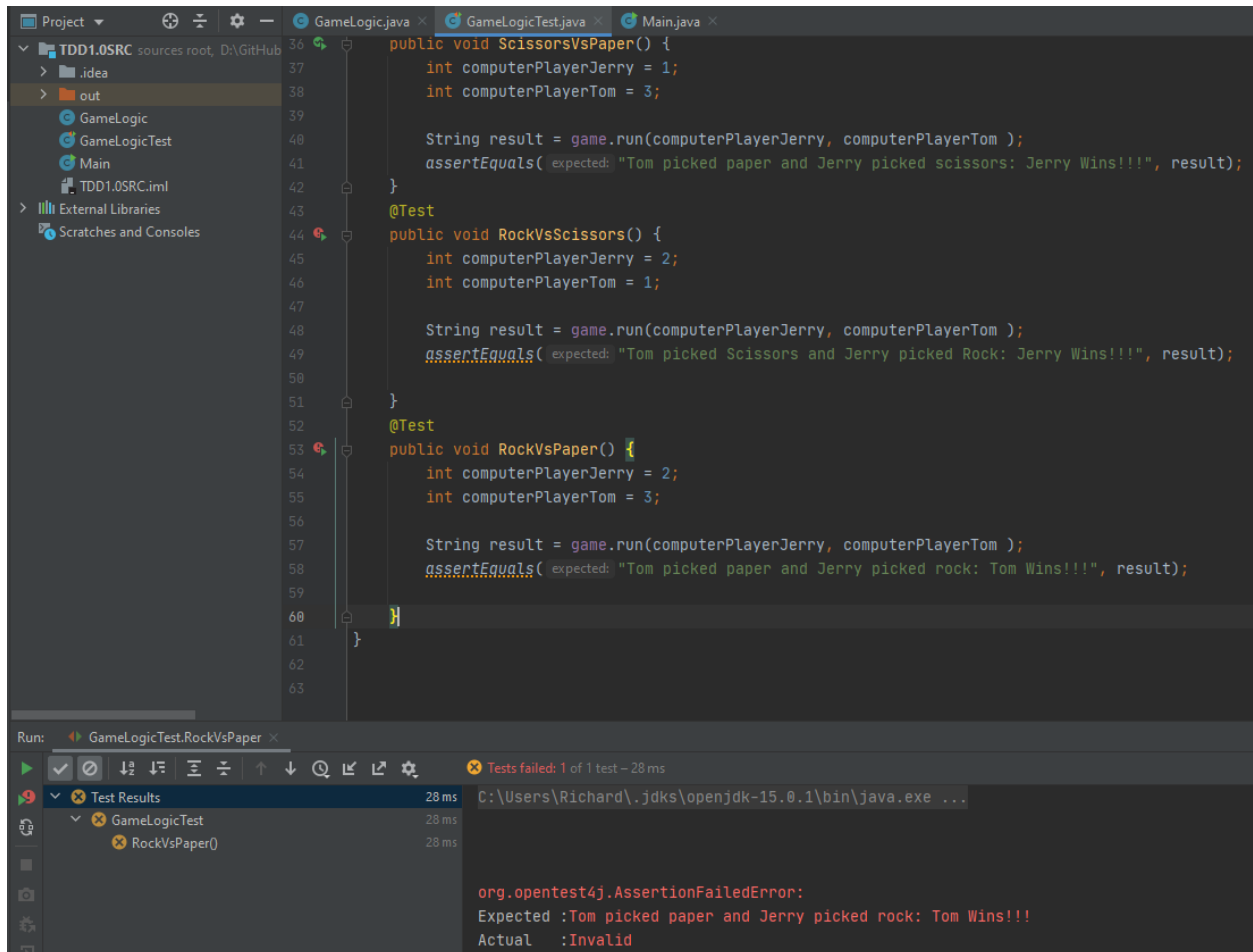 Project
GameLogic.java
GameLogicTest.java
Main.java
TDD1.0SRC sources root, D:\GitHub
.idea
out
GameLogic
GameLogicTest
Main
TDD1.0SRC.iml
External Libraries
Scratches and Consoles
36 public void ScissorsVsPaper() {
37 int computerPlayerJerry = 1;
38 int computerPlayerTom = 3;
39
40 String result = game.run(computerPlayerJerry, computerPlayerTom );
41 assertEquals( expected: "Tom picked paper and Jerry picked scissors: Jerry Wins!!!", result);
42 }
43 @Test
44 public void RockVsScissors() {
45 int computerPlayerJerry = 2;
46 int computerPlayerTom = 1;
47
48 String result = game.run(computerPlayerJerry, computerPlayerTom );
49 assertEquals( expected: "Tom picked Scissors and Jerry picked Rock: Jerry Wins!!!", result);
50
51 }
52 @Test
53 public void RockVsPaper() {
54 int computerPlayerJerry = 2;
55 int computerPlayerTom = 3;
56
57 String result = game.run(computerPlayerJerry, computerPlayerTom );
58 assertEquals( expected: "Tom picked paper and Jerry picked rock: Tom Wins!!!", result);
59
60 }
61 }
62
63
Run: GameLogicTest.RockVsPaper
Tests failed: 1 of 1 test – 28 ms
Test Results 28 ms
GameLogicTest 28 ms
RockVsPaper() 28 ms
C:\Users\Richard\.jdks\openjdk-15.0.1\bin\java.exe ...
org.opentest4j.AssertionFailedError:
Expected :Tom picked paper and Jerry picked rock: Tom Wins!!!
Actual :Invalid